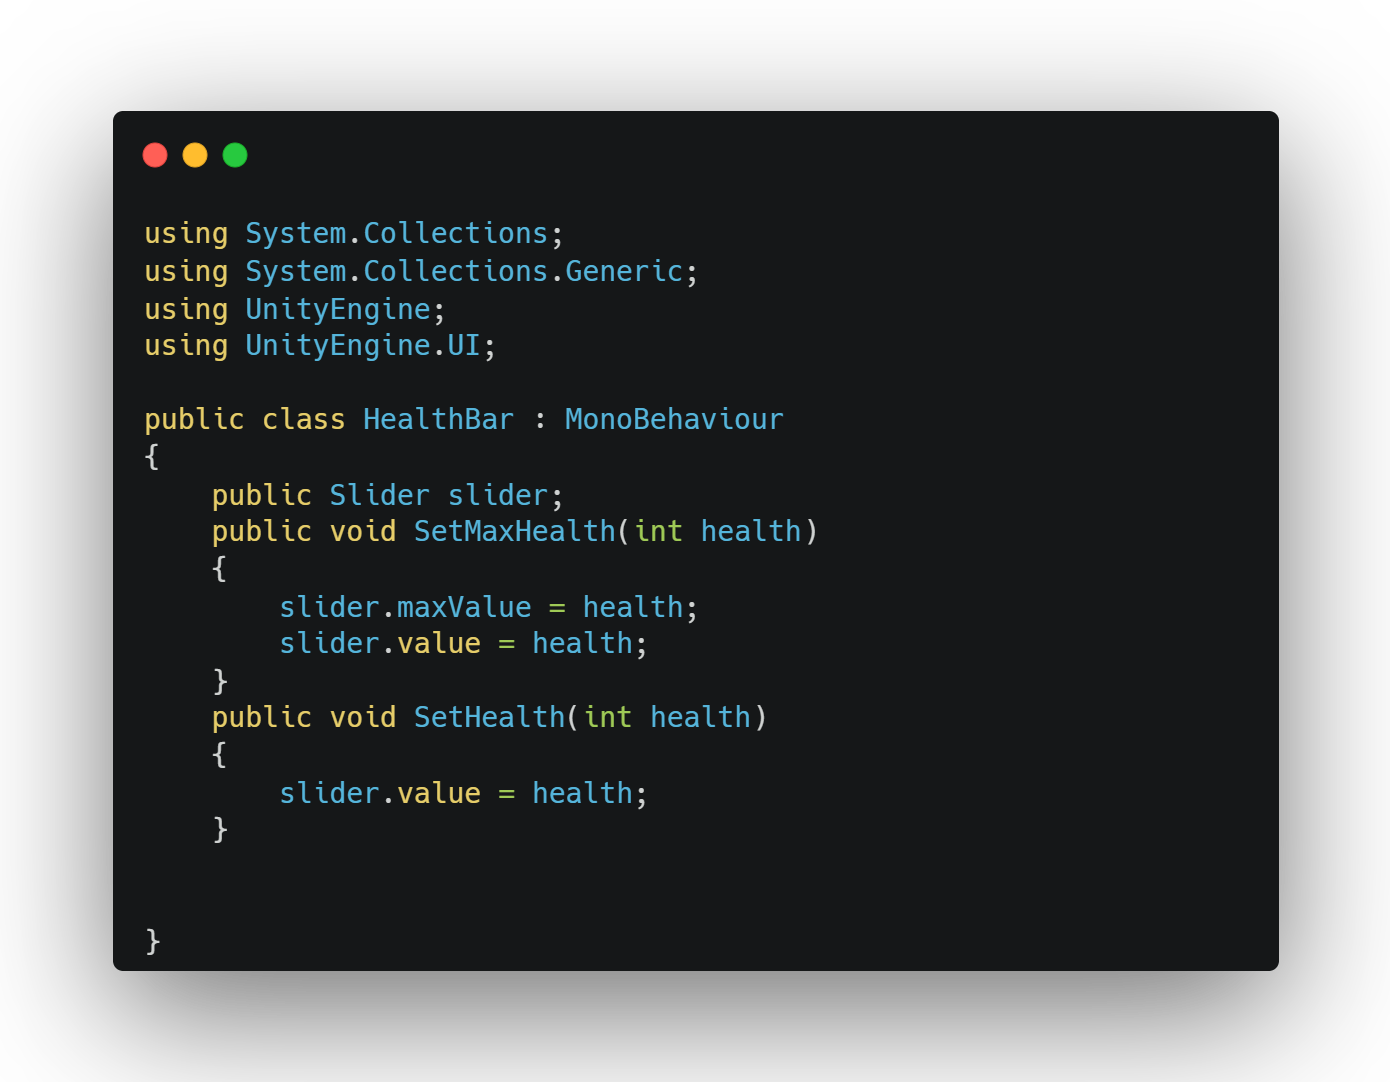 using System.Collections;
using System.Collections.Generic;
using UnityEngine;
using UnityEngine.UI;

public class HealthBar : MonoBehaviour
{
    public Slider slider;
    public void SetMaxHealth(int health)
    {
        slider.maxValue = health;
        slider.value = health;
    }
    public void SetHealth(int health)
    {
        slider.value = health;
    }


}